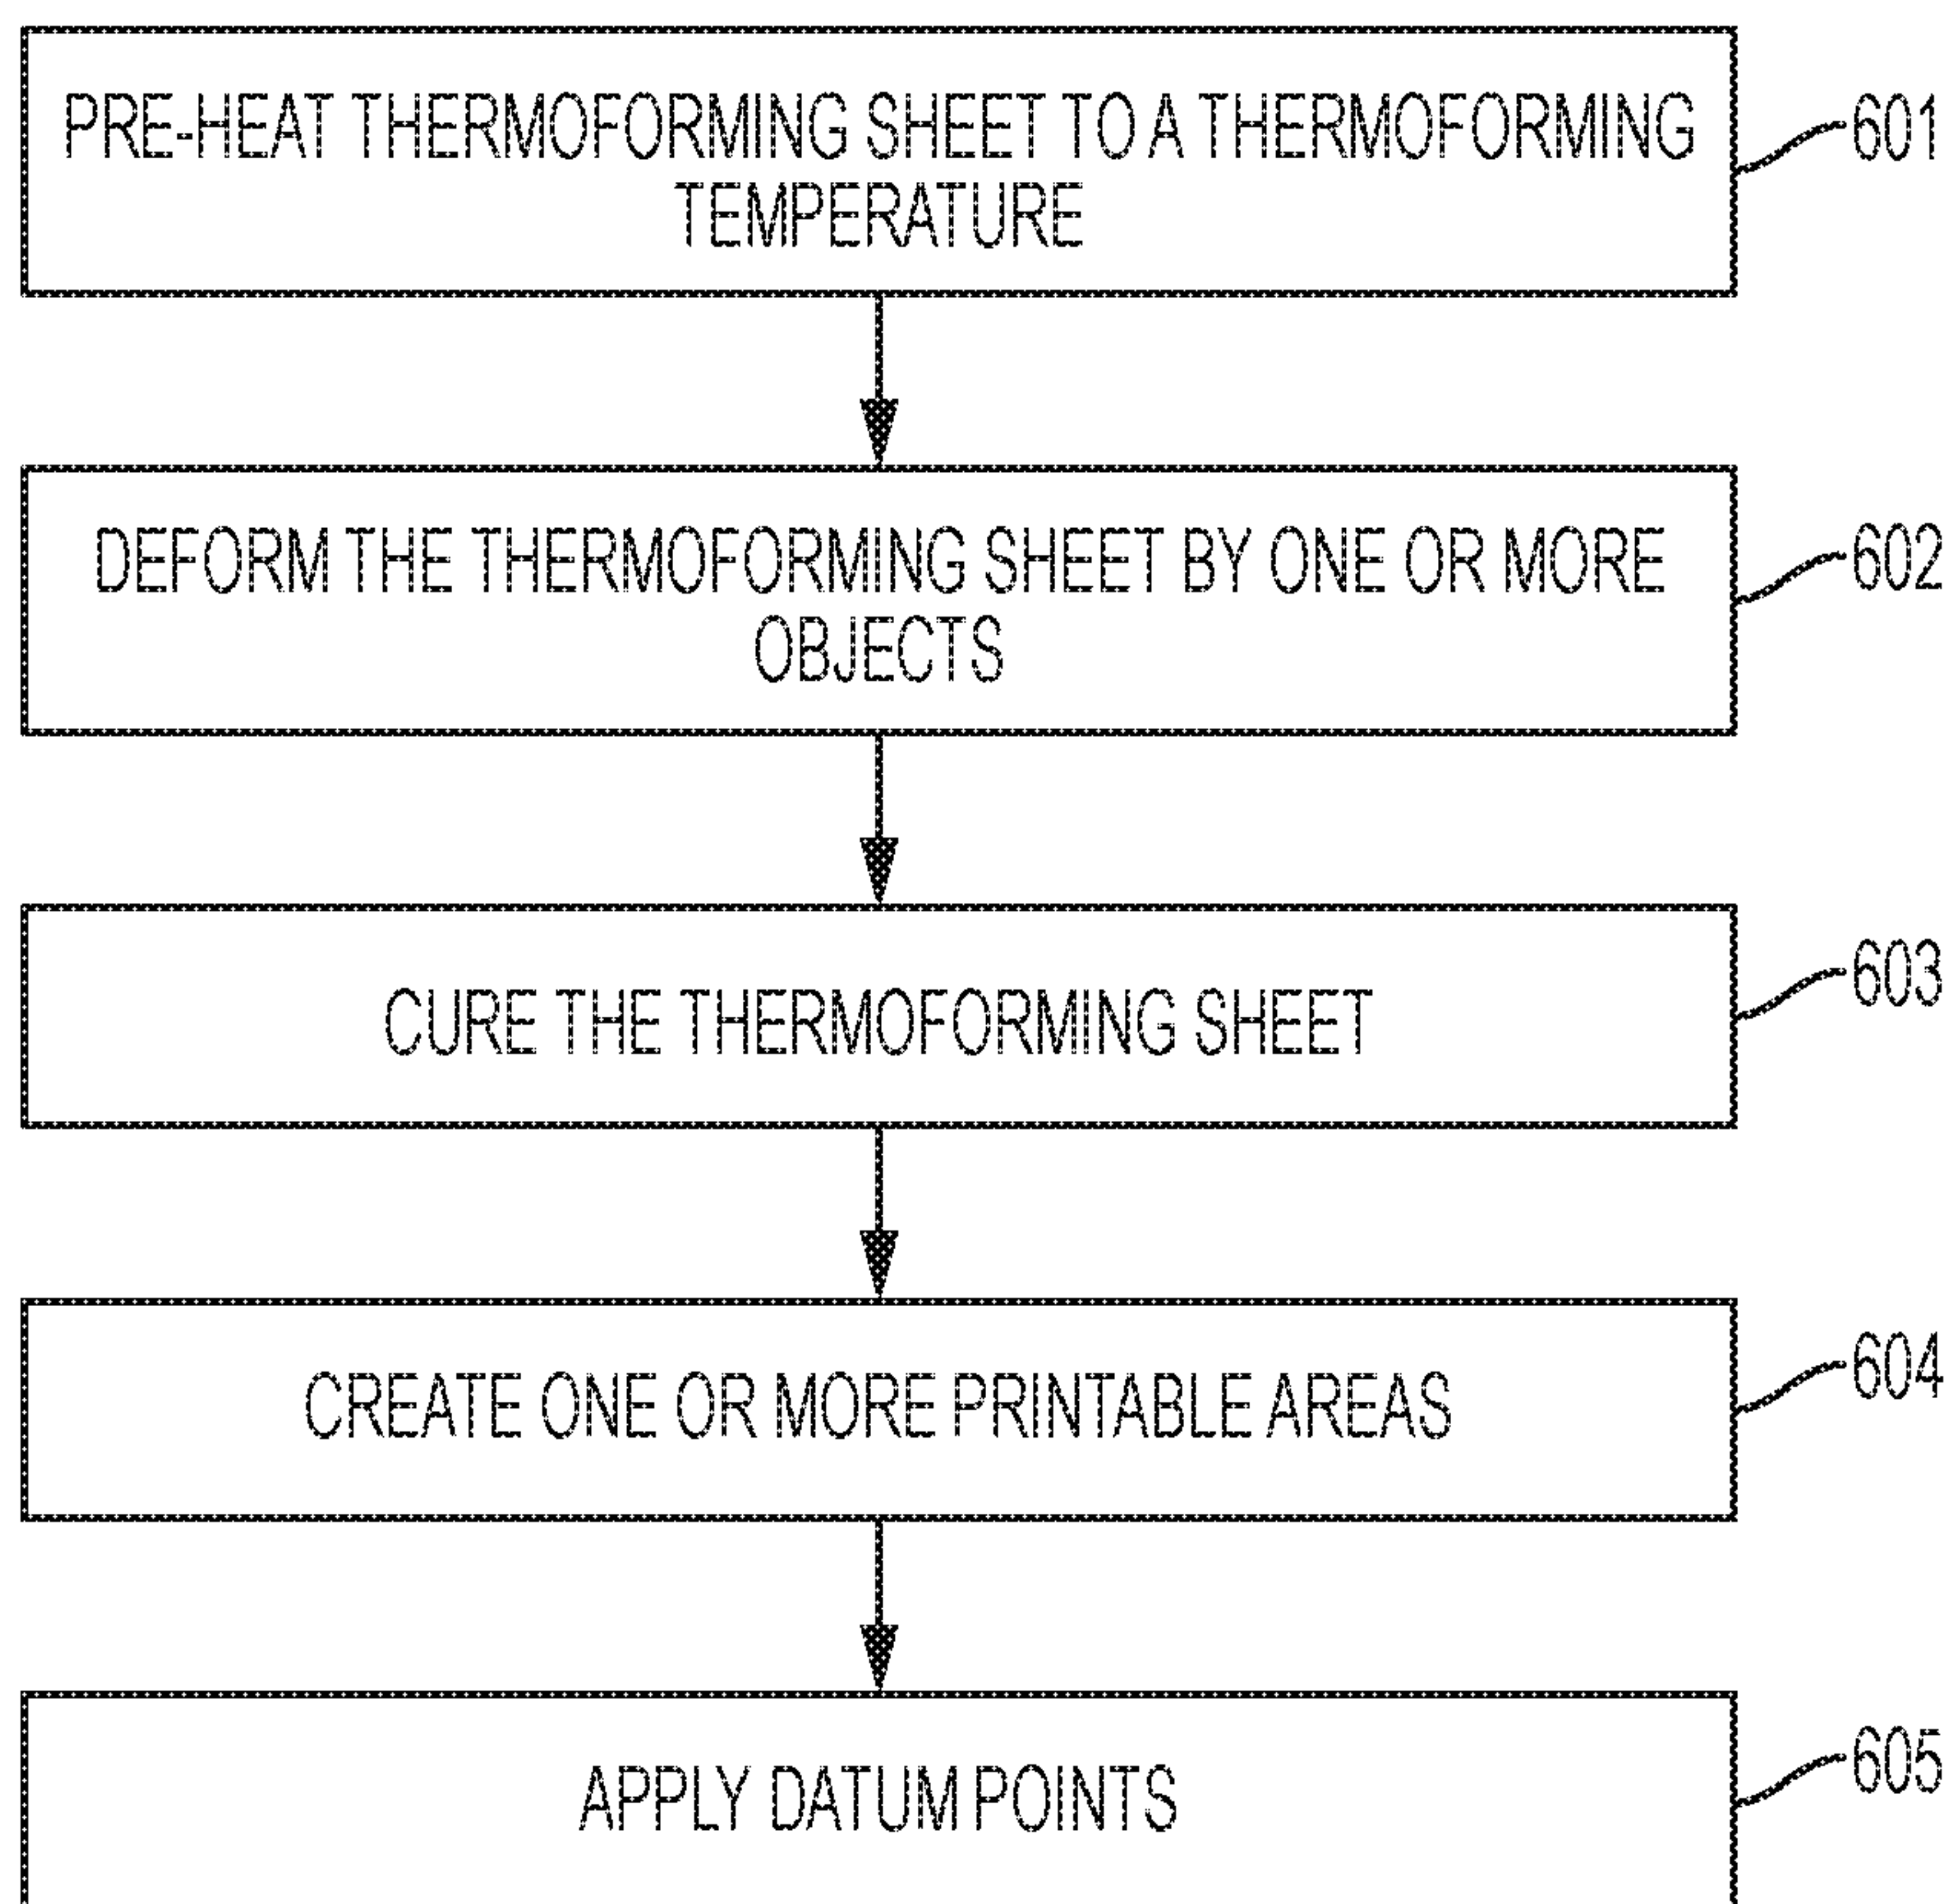 PRE-HEAT THERMOFORMING SHEET TO A THERMOFORMING
TEMPERATURE
601
DEFORM THE THERMOFORMING SHEET BY ONE OR MORE
OBJECTS
602
CURE THE THERMOFORMING SHEET
603
CREATE ONE OR MORE PRINTABLE AREAS
604
APPLY DATUM POINTS
605